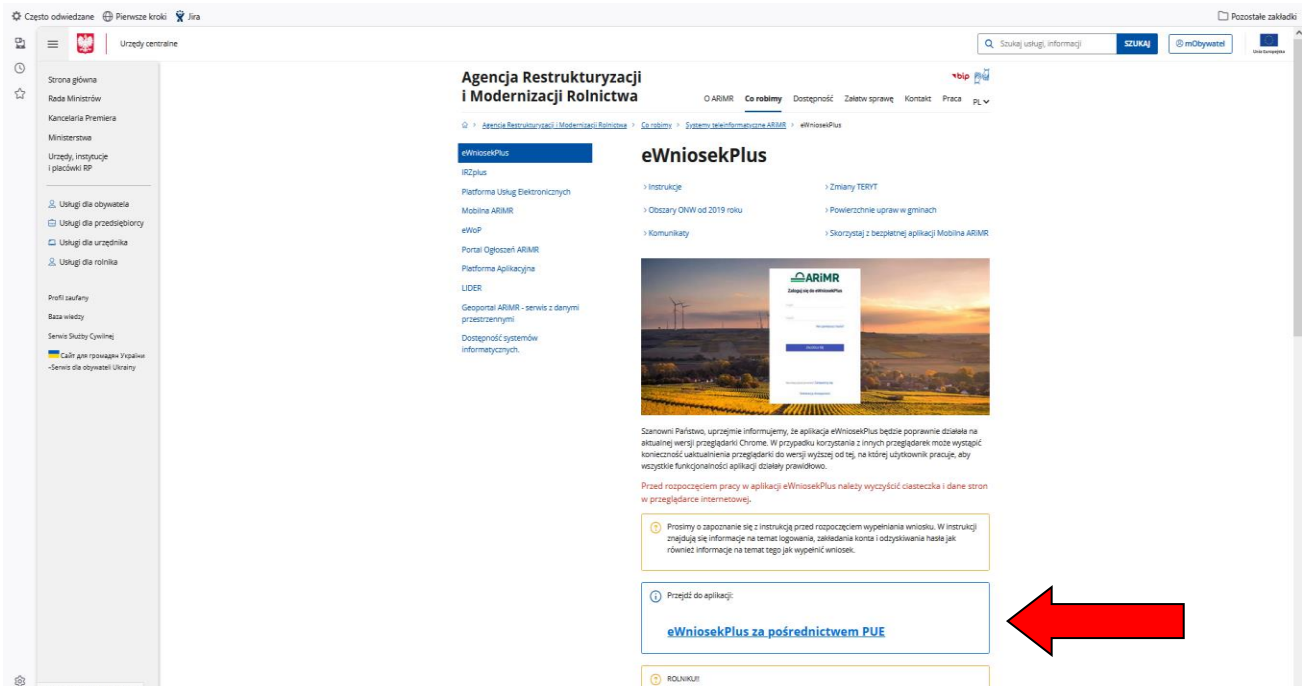 Często odwiedzane Pierwsze kroki Jira Pozostałe zakładki
Urzędy centralne Szukaj usługi, informacji SZUKAJ mObywatel
Unia Europejska
Strona główna
Rada Ministrów
Kancelaria Premiera
Ministerstwa
Urzędy, instytucje
i placówki RP
Usługi dla obywatela
Usługi dla przedsiębiorcy
Usługi dla urzędnika
Usługi dla rolnika
Profil zaufany
Baza wiedzy
Serwis Służby Cywilnej
Сайт для громадян України
-Serwis dla obywateli Ukrainy
Agencja Restrukturyzacji
i Modernizacji Rolnictwa
bip
O ARiMR Co robimy Dostępność Załatw sprawę Kontakt Praca PL
Agencja Restrukturyzacji i Modernizacji Rolnictwa > Co robimy > Systemy teleinformatyczne ARiMR > eWniosekPlus
eWniosekPlus
IRZplus
Platforma Usług Elektronicznych
Mobilna ARiMR
eWoP
Portal Ogłoszeń ARiMR
Platforma Aplikacyjna
LIDER
Geoportal ARiMR - serwis z danymi
przestrzennymi
Dostępność systemów
informatycznych.
eWniosekPlus
> Instrukcje > Zmiany TERYT
> Obszary ONW od 2019 roku > Powierzchnie upraw w gminach
> Komunikaty > Skorzystaj z bezpłatnej aplikacji Mobilna ARiMR
ARiMR
Zaloguj się do eWniosekPlus
Szanowni Państwo, uprzejmie informujemy, że aplikacja eWniosekPlus będzie poprawnie działała na
aktualnej wersji przeglądarki Chrome. W przypadku korzystania z innych przeglądarek może wystąpić
konieczność uaktualnienia przeglądarki do wersji wyższej od tej, na której użytkownik pracuje, aby
wszystkie funkcjonalności aplikacji działały prawidłowo.
Przed rozpoczęciem pracy w aplikacji eWniosekPlus należy wyczyścić ciasteczka i dane stron
w przeglądarce internetowej.
Prosimy o zapoznanie się z instrukcją przed rozpoczęciem wypełniania wniosku. W instrukcji
znajdują się informacje na temat logowania, zakładania konta i odzyskiwania hasła jak
również informacje na temat tego jak wypełnić wniosek.
Przejdź do aplikacji:
eWniosekPlus za pośrednictwem PUE
ROLNIKU!!